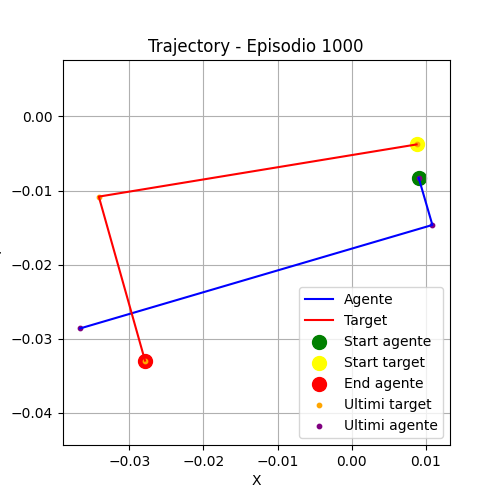 Trajectory - Episodio 1000
0.00
−0.01
−0.02
−0.03
−0.04
−0.03
−0.02
−0.01
0.00
0.01
X
Agente
Target
Start agente
Start target
End agente
Ultimi target
Ultimi agente